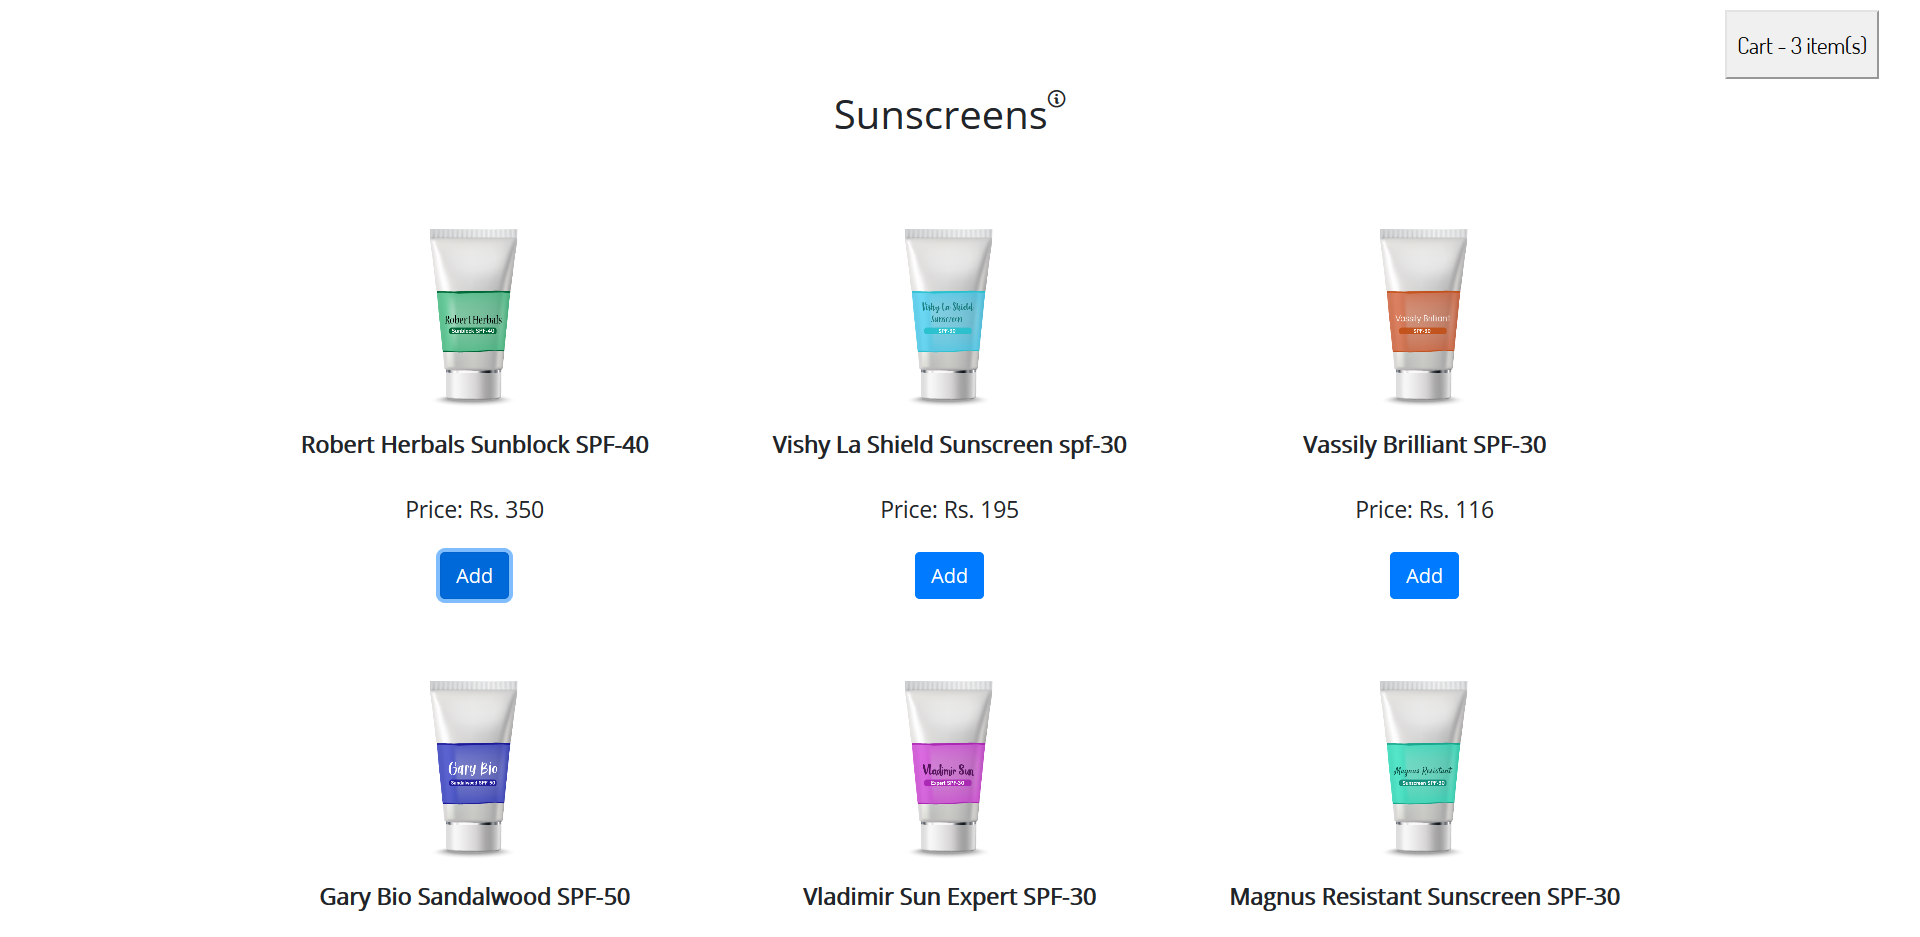 Cart - 3 item(s)
Sunscreens
Robert Herbals
Sunblock SPF-40
Vishy La Shield
Sunscreen
SPF-30
Vassily Brilliant
SPF-30
Robert Herbals Sunblock SPF-40
Vishy La Shield Sunscreen spf-30
Vassily Brilliant SPF-30
Price: Rs. 350
Price: Rs. 195
Price: Rs. 116
Add
Add
Add
Gary Bio
Sandalwood SPF-50
Vladimir Sun
Expert SPF-30
Magnus Resistant
Sunscreen SPF-30
Gary Bio Sandalwood SPF-50
Vladimir Sun Expert SPF-30
Magnus Resistant Sunscreen SPF-30